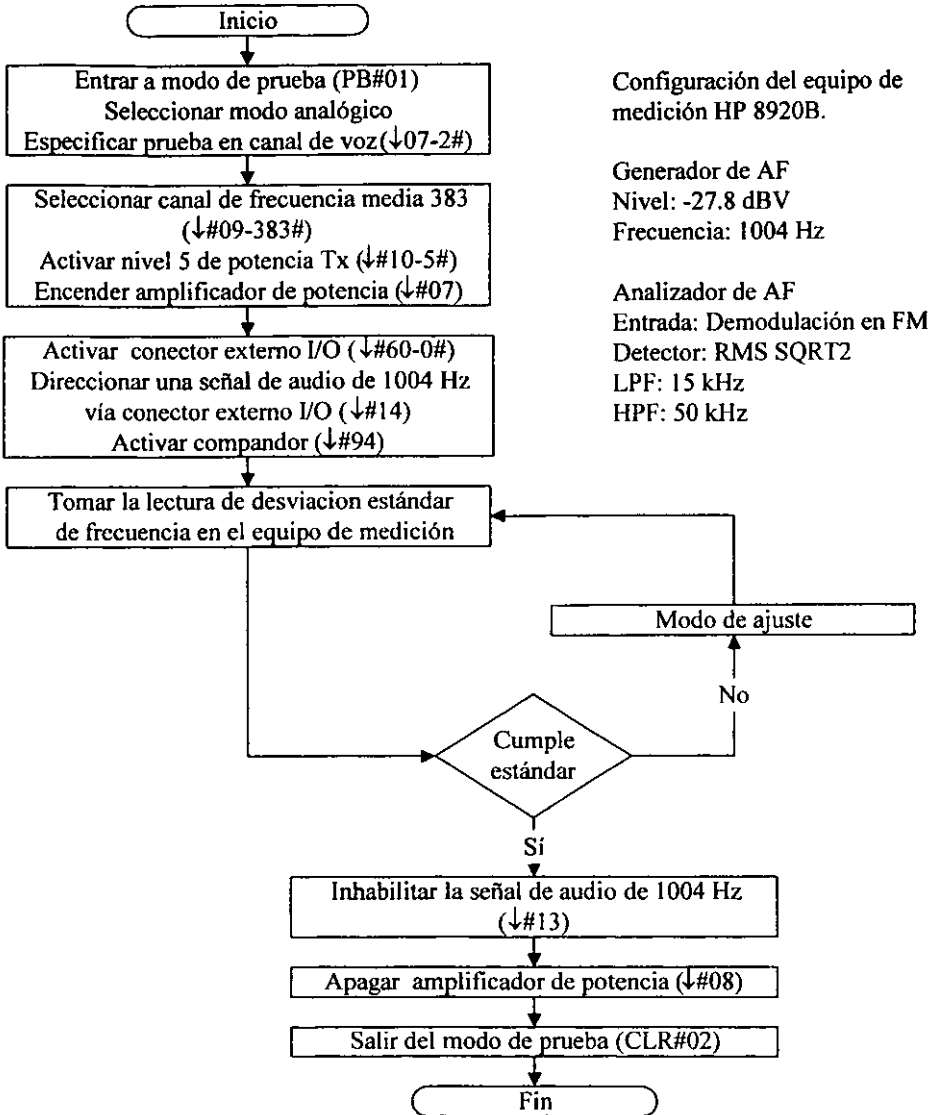 Inicio
Entrar a modo de prueba (PB#01)
Seleccionar modo analógico
Especificar prueba en canal de voz(↓07-2#)
Seleccionar canal de frecuencia media 383
(↓#09-383#)
Activar nivel 5 de potencia Tx (↓#10-5#)
Encender amplificador de potencia (↓#07)
Activar conector externo I/O (↓#60-0#)
Direccionar una señal de audio de 1004 Hz
vía conector externo I/O (↓#14)
Activar compandor (↓#94)
Tomar la lectura de desviacion estándar
de frecuencia en el equipo de medición
Configuración del equipo de
medición HP 8920B.
Generador de AF
Nivel: -27.8 dBV
Frecuencia: 1004 Hz
Analizador de AF
Entrada: Demodulación en FM
Detector: RMS SQRT2
LPF: 15 kHz
HPF: 50 kHz
Modo de ajuste
No
Cumple
estándar
Sí
Inhabilitar la señal de audio de 1004 Hz
(↓#13)
Apagar amplificador de potencia (↓#08)
Salir del modo de prueba (CLR#02)
Fin